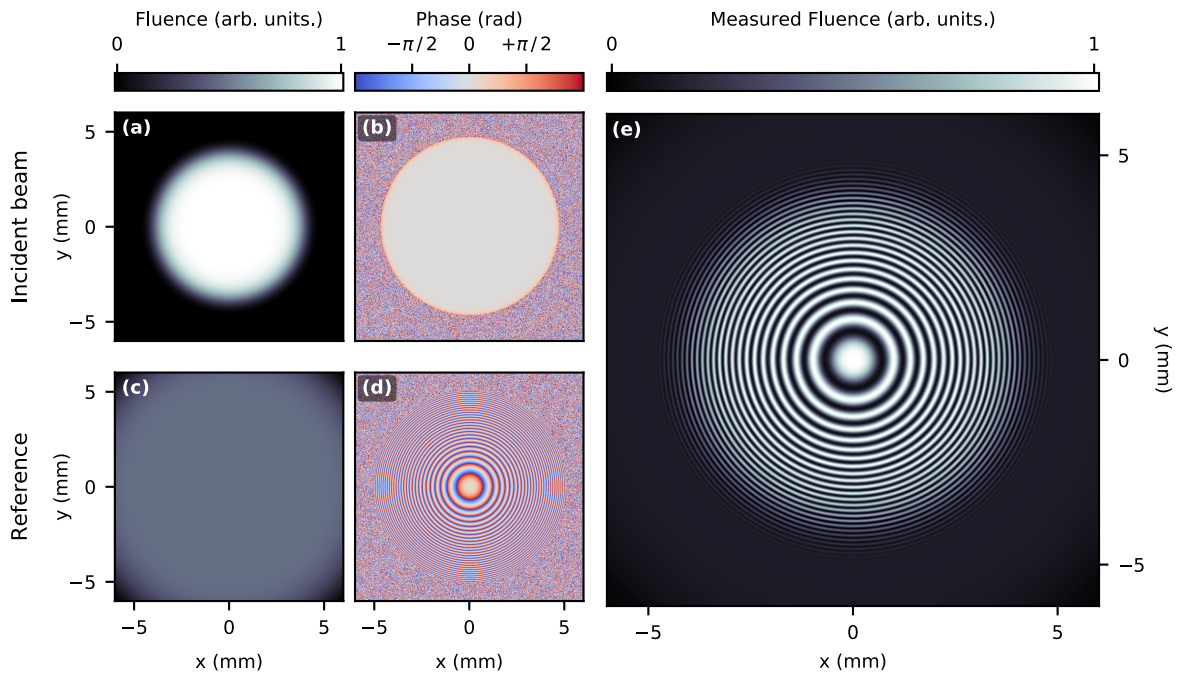 Fluence (arb. units.)
0 1
Phase (rad)
−π/2 0 +π/2
Measured Fluence (arb. units.)
0 1
Incident beam
y (mm)
5
0
−5
(a)
(b)
Reference
y (mm)
5
0
−5
(c)
(d)
−5 0 5
x (mm)
−5 0 5
x (mm)
(e)
5
0
−5
y (mm)
−5 0 5
x (mm)